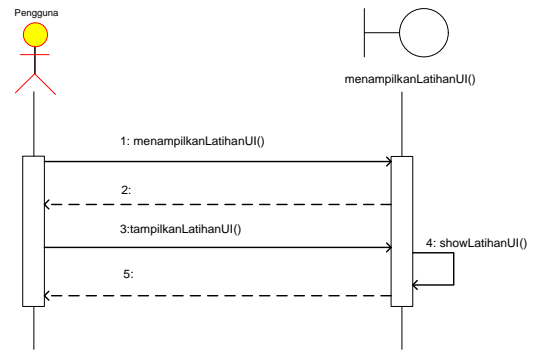 Pengguna
menampilkanLatihanUI()
1: menampilkanLatihanUI()
2:
3:tampilkanLatihanUI()
4: showLatihanUI()
5: